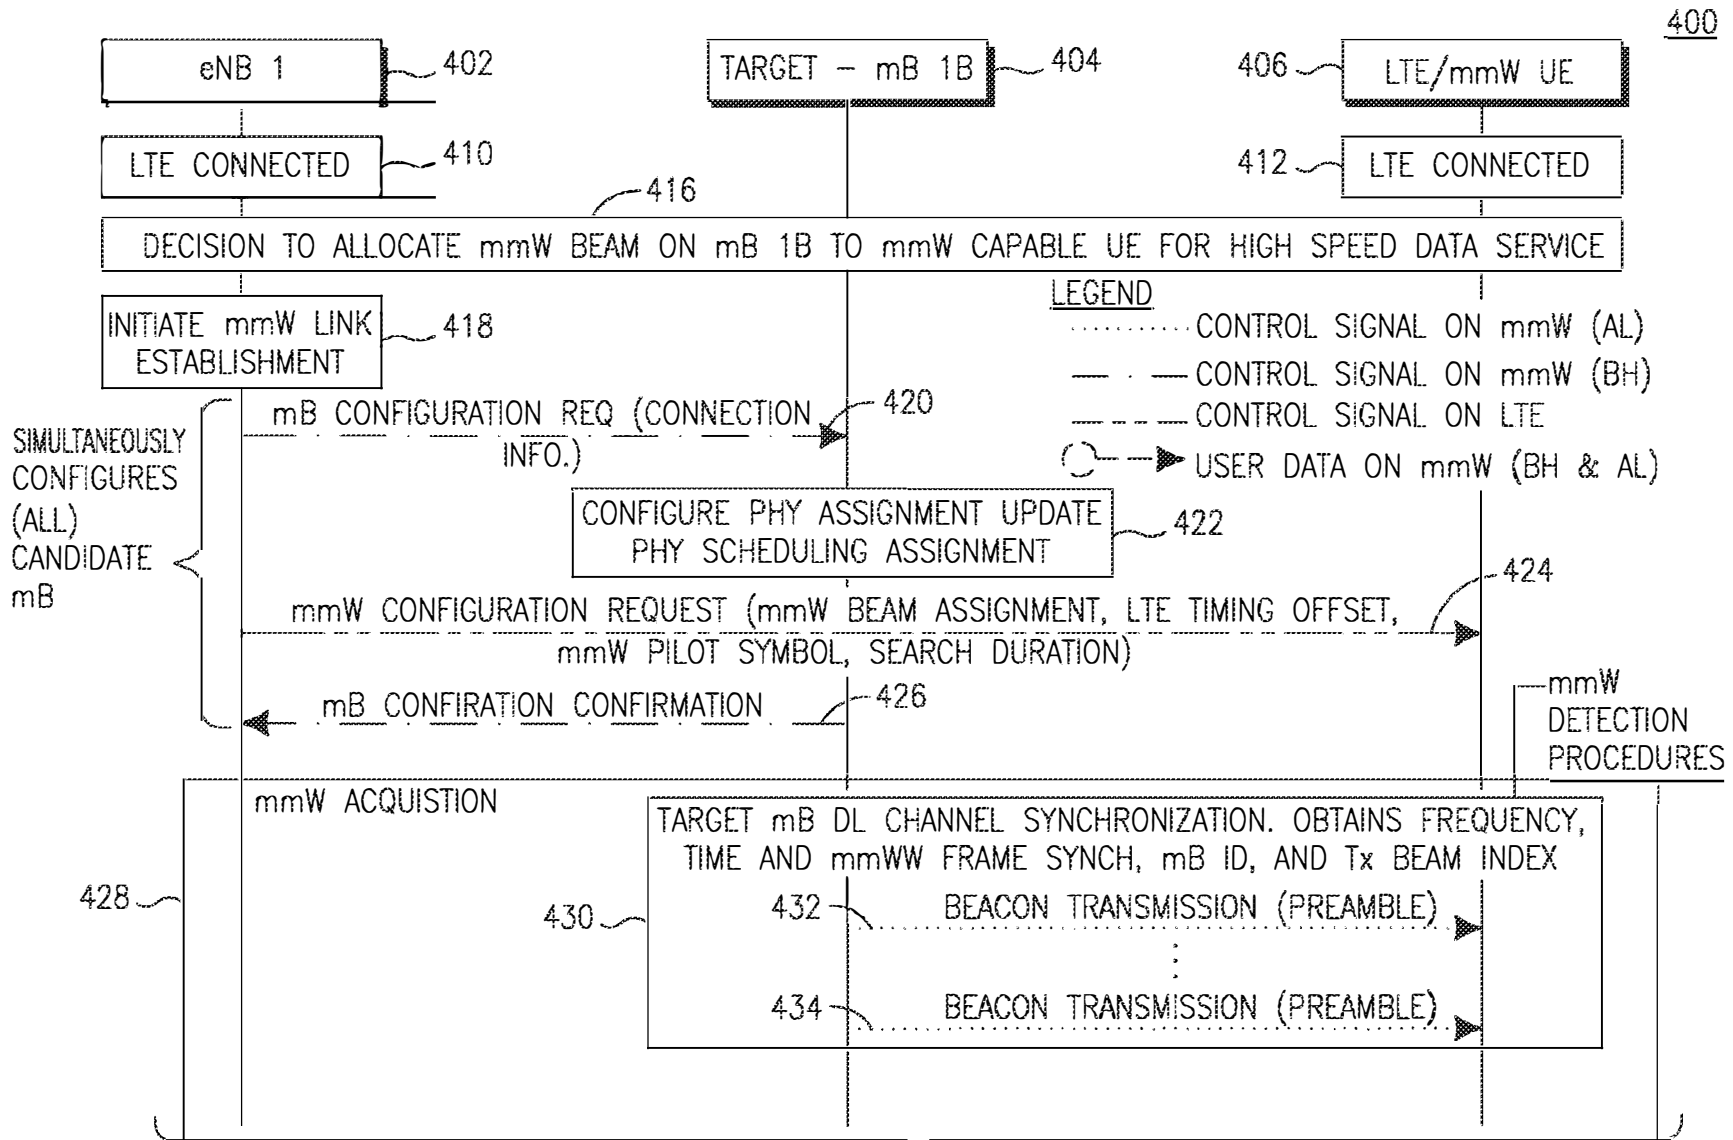 400
eNB 1
402
TARGET - mB 1B
404
406
LTE/mmW UE
LTE CONNECTED
410
412
LTE CONNECTED
416
DECISION TO ALLOCATE mmW BEAM ON mB 1B TO mmW CAPABLE UE FOR HIGH SPEED DATA SERVICE
INITIATE mmW LINK
ESTABLISHMENT
418
LEGEND
CONTROL SIGNAL ON mmW (AL)
CONTROL SIGNAL ON mmW (BH)
CONTROL SIGNAL ON LTE
USER DATA ON mmW (BH & AL)
SIMULTANEOUSLY
CONFIGURES
(ALL)
CANDIDATE
mB
mB CONFIGURATION REQ (CONNECTION
INFO.)
420
CONFIGURE PHY ASSIGNMENT UPDATE
PHY SCHEDULING ASSIGNMENT
422
424
mmW CONFIGURATION REQUEST (mmW BEAM ASSIGNMENT, LTE TIMING OFFSET,
mmW PILOT SYMBOL, SEARCH DURATION)
mB CONFIRATION CONFIRMATION
426
mmW
DETECTION
PROCEDURES
mmW ACQUISTION
428
TARGET mB DL CHANNEL SYNCHRONIZATION. OBTAINS FREQUENCY,
TIME AND mmWW FRAME SYNCH, mB ID, AND Tx BEAM INDEX
430
432
BEACON TRANSMISSION (PREAMBLE)
434
BEACON TRANSMISSION (PREAMBLE)